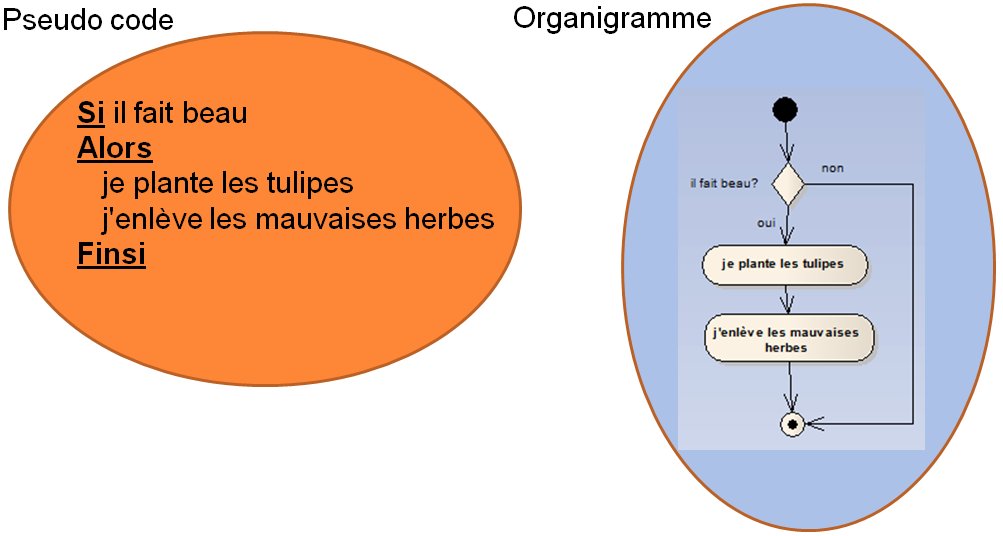 Pseudo code
Si il fait beau
Alors
je plante les tulipes
j'enlève les mauvaises herbes
Finsi
Organigramme
il fait beau?
non
oui
je plante les tulipes
j'enlève les mauvaises
herbes